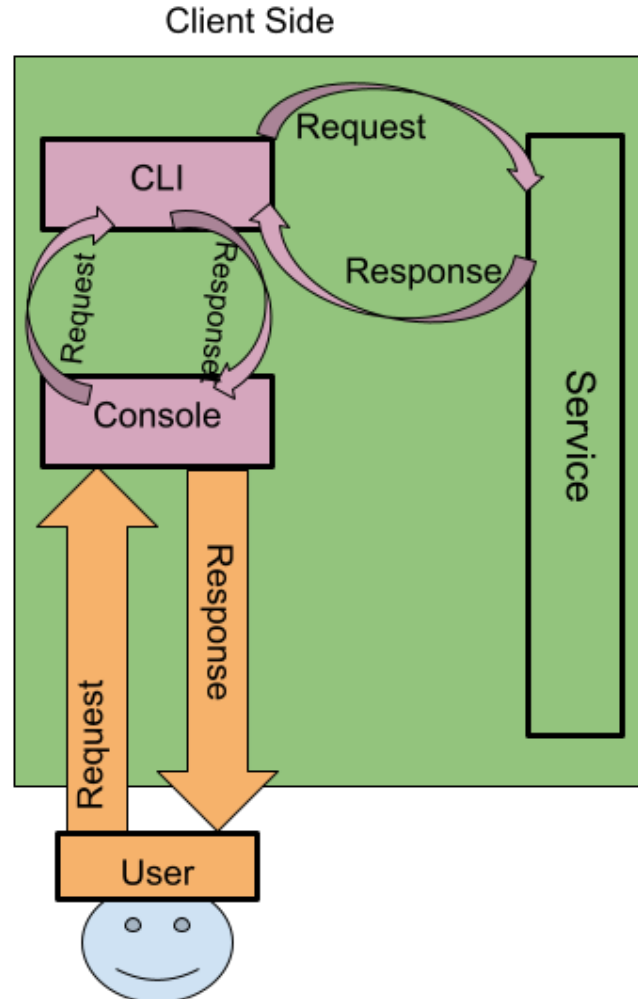 Client Side
CLI
Request
Response
Request
Response
Console
Service
Request
Response
User